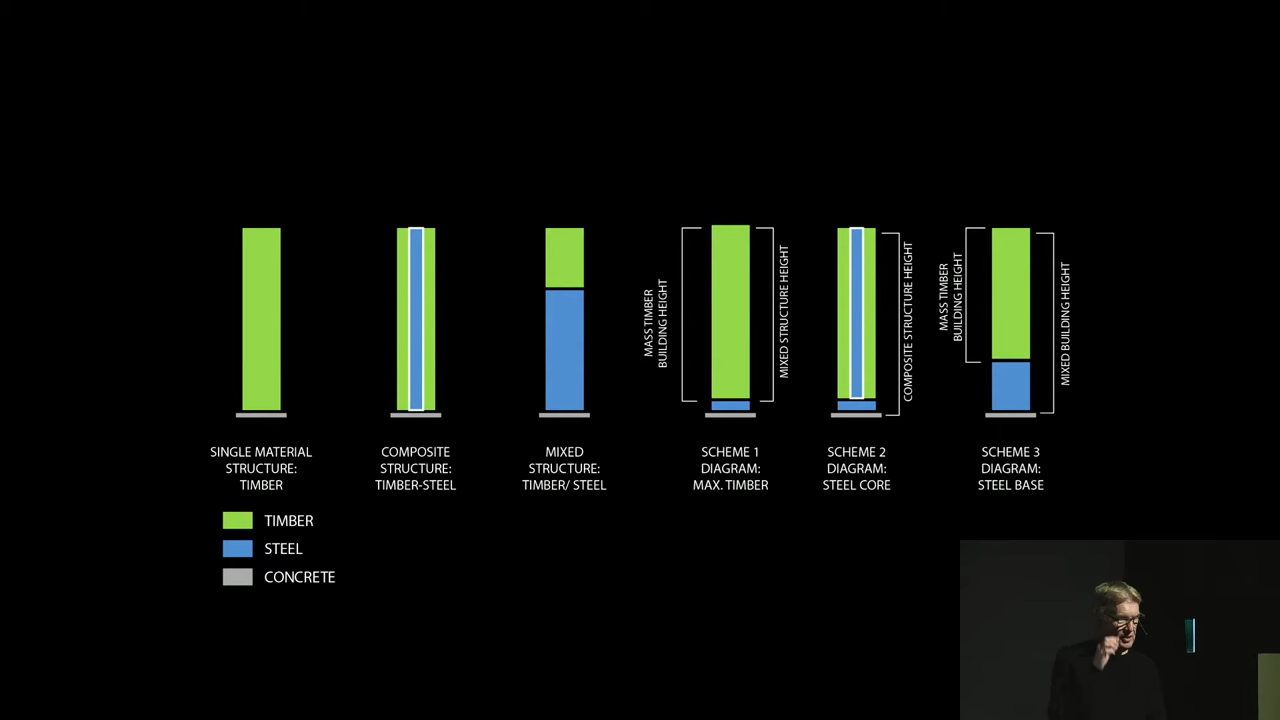 SINGLE MATERIAL
STRUCTURE:
TIMBER
COMPOSITE
STRUCTURE:
TIMBER-STEEL
MIXED
STRUCTURE:
TIMBER/ STEEL
MASS TIMBER
BUILDING HEIGHT
MIXED STRUCTURE HEIGHT
SCHEME 1
DIAGRAM:
MAX. TIMBER
COMPOSITE STRUCTURE HEIGHT
SCHEME 2
DIAGRAM:
STEEL CORE
MASS TIMBER
BUILDING HEIGHT
MIXED BUILDING HEIGHT
SCHEME 3
DIAGRAM:
STEEL BASE
TIMBER
STEEL
CONCRETE